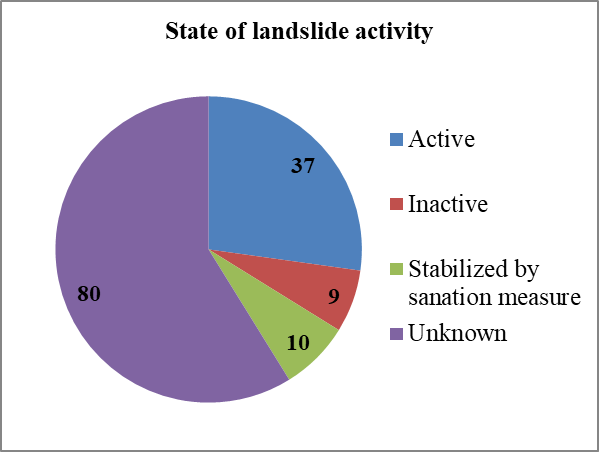 State of landslide activity
37
9
10
80
Active
Inactive
Stabilized by
sanation measure
Unknown